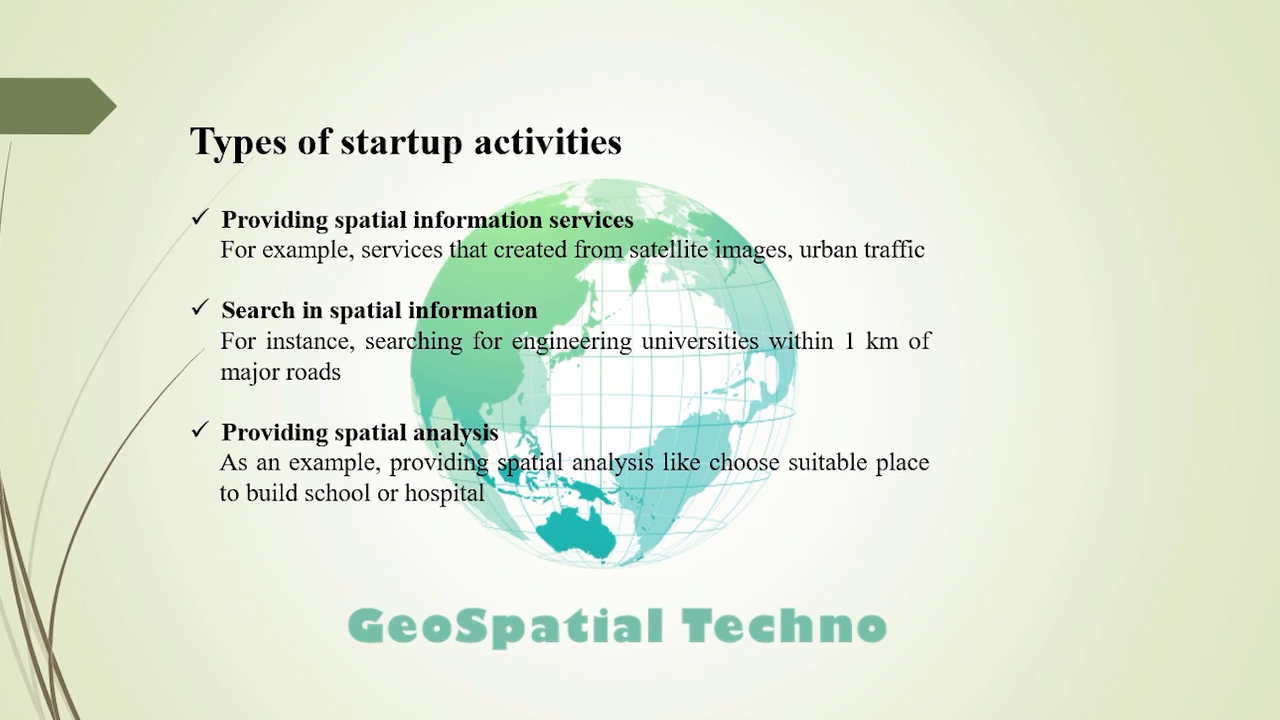 Types of startup activities
✓ Providing spatial information services
For example, services that created from satellite images, urban traffic
✓ Search in spatial information
For instance, searching for engineering universities within 1 km of
major roads
✓ Providing spatial analysis
As an example, providing spatial analysis like choose suitable place
to build school or hospital
GeoSpatial Techno